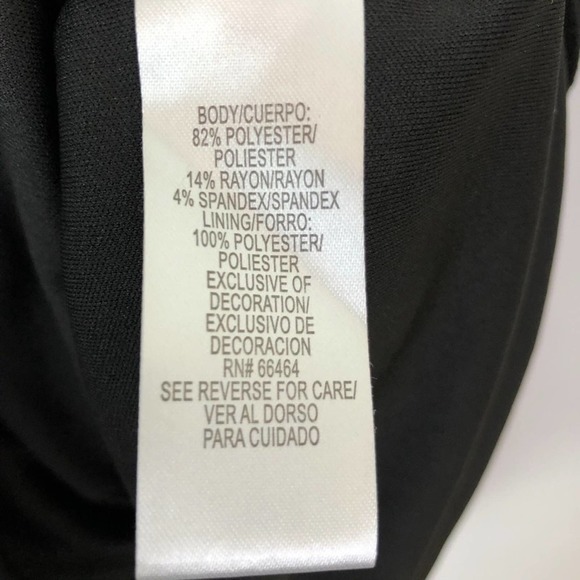 BODY/CUERPO:
82% POLYESTER/
POLIESTER
14% RAYON/RAYON
4% SPANDEX/SPANDEX
LINING/FORRO:
100% POLYESTER/
POLIESTER
EXCLUSIVE OF
DECORATION/
EXCLUSIVO DE
DECORACION
RN# 66464
SEE REVERSE FOR CARE/
VER AL DORSO
PARA CUIDADO